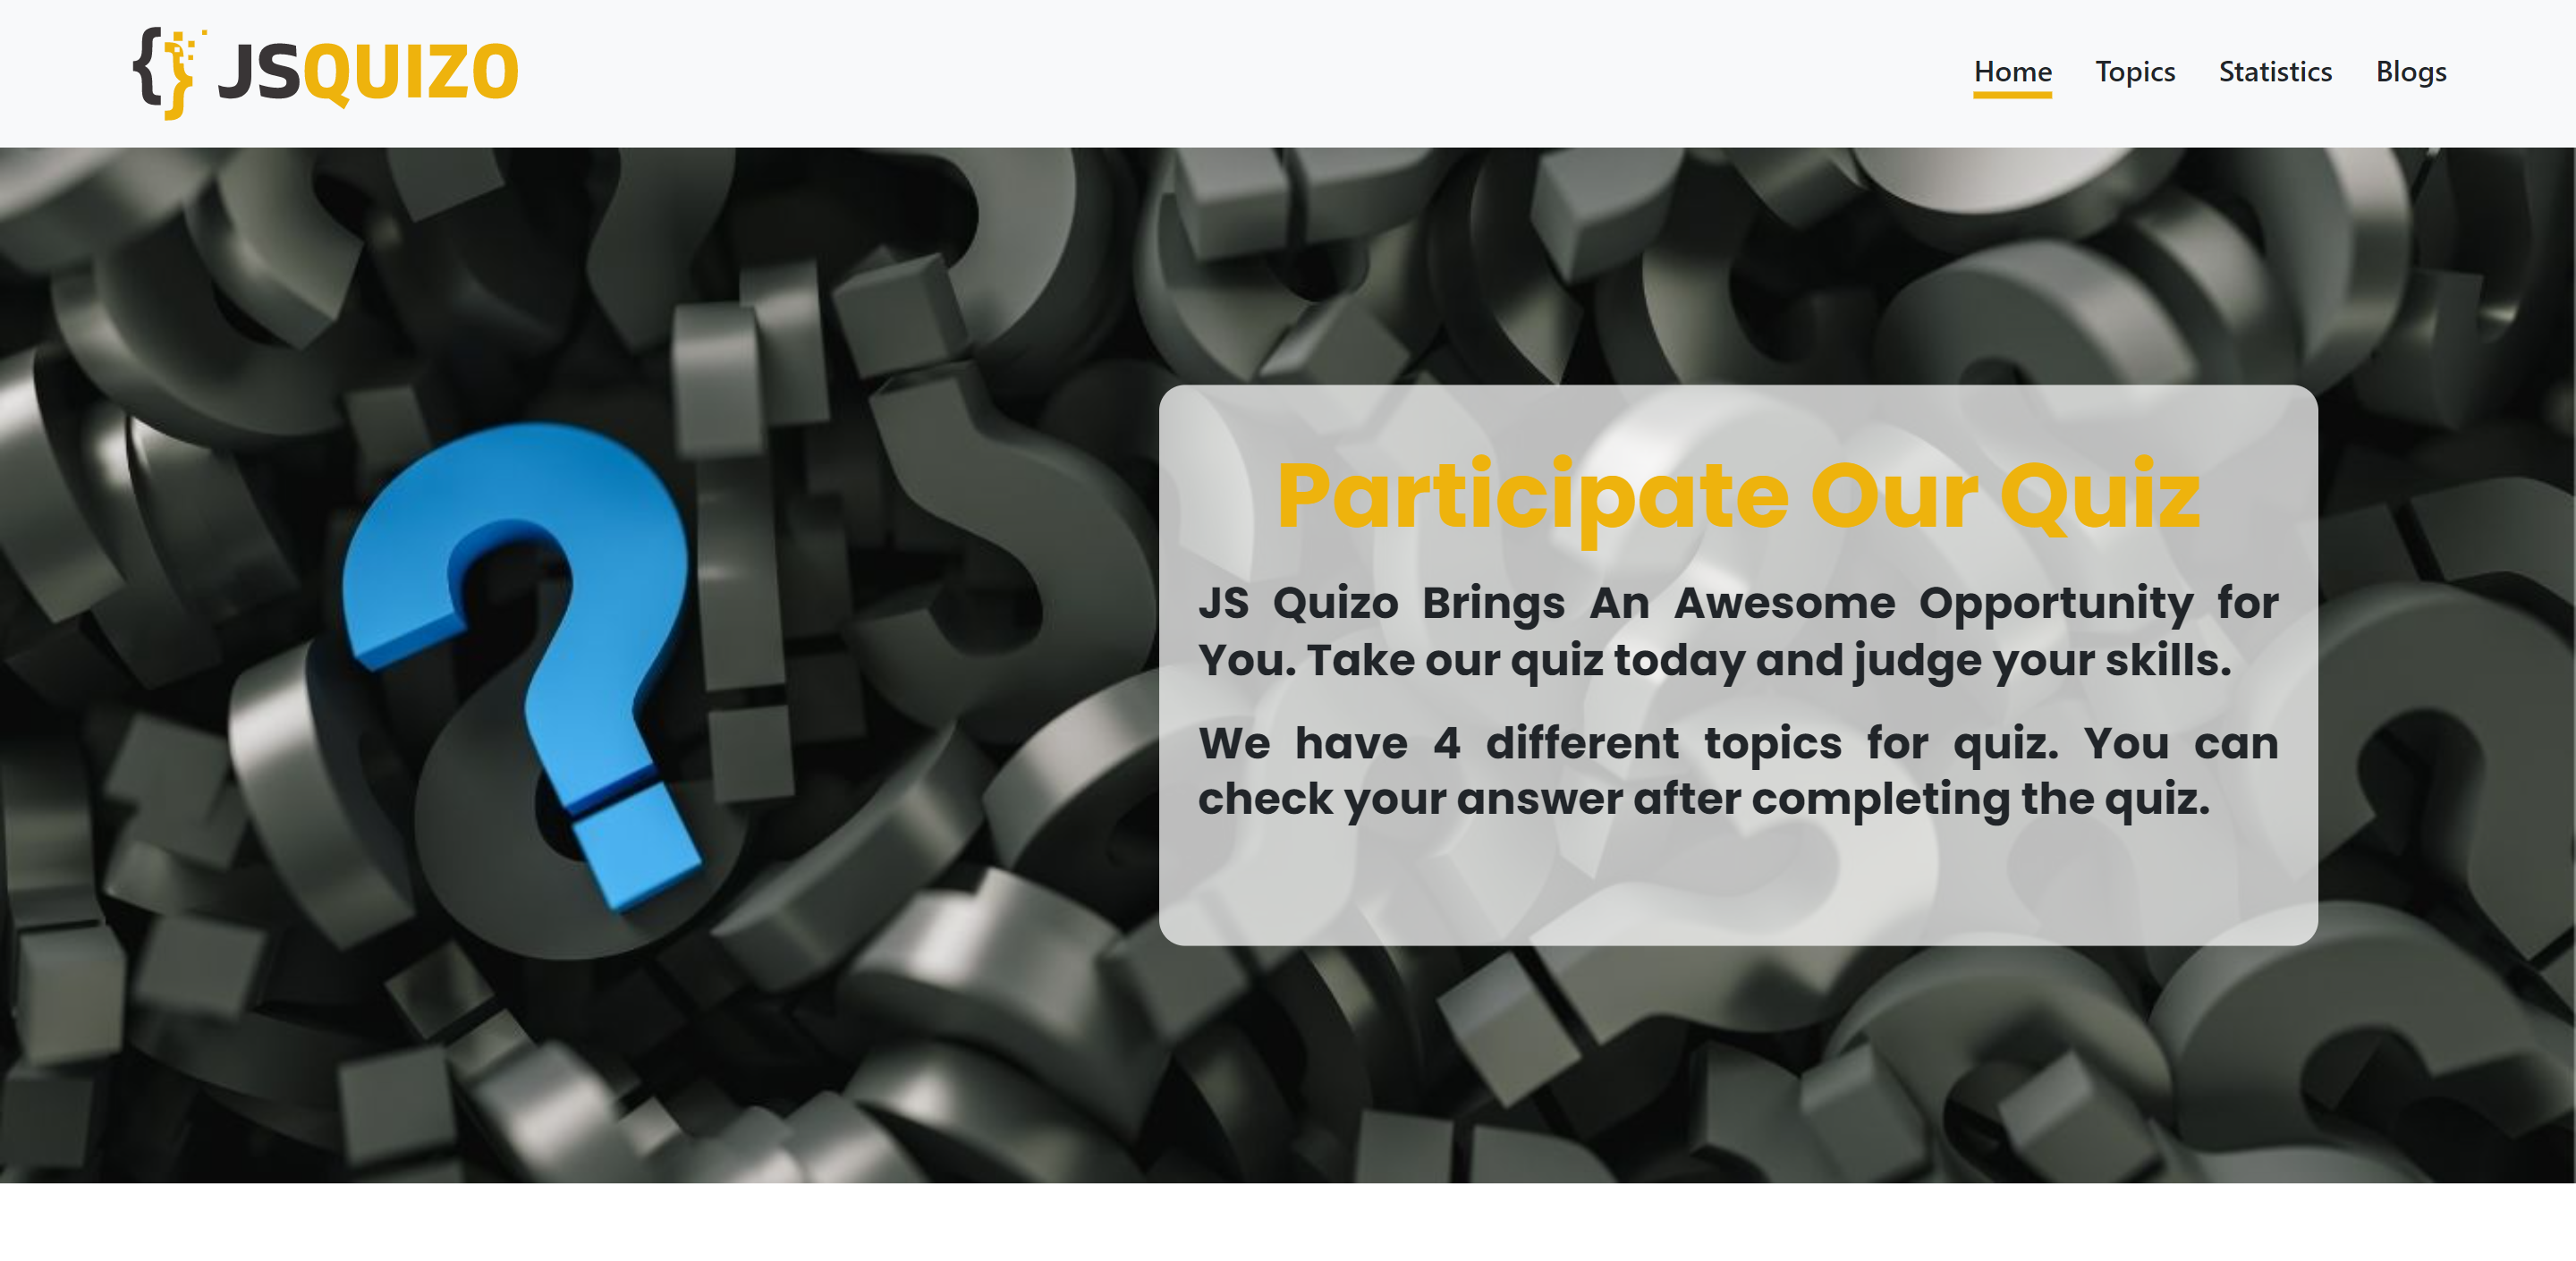 JSQUIZO
Home Topics Statistics Blogs
Participate Our Quiz
JS Quizo Brings An Awesome Opportunity for
You. Take our quiz today and judge your skills.
We have 4 different topics for quiz. You can
check your answer after completing the quiz.